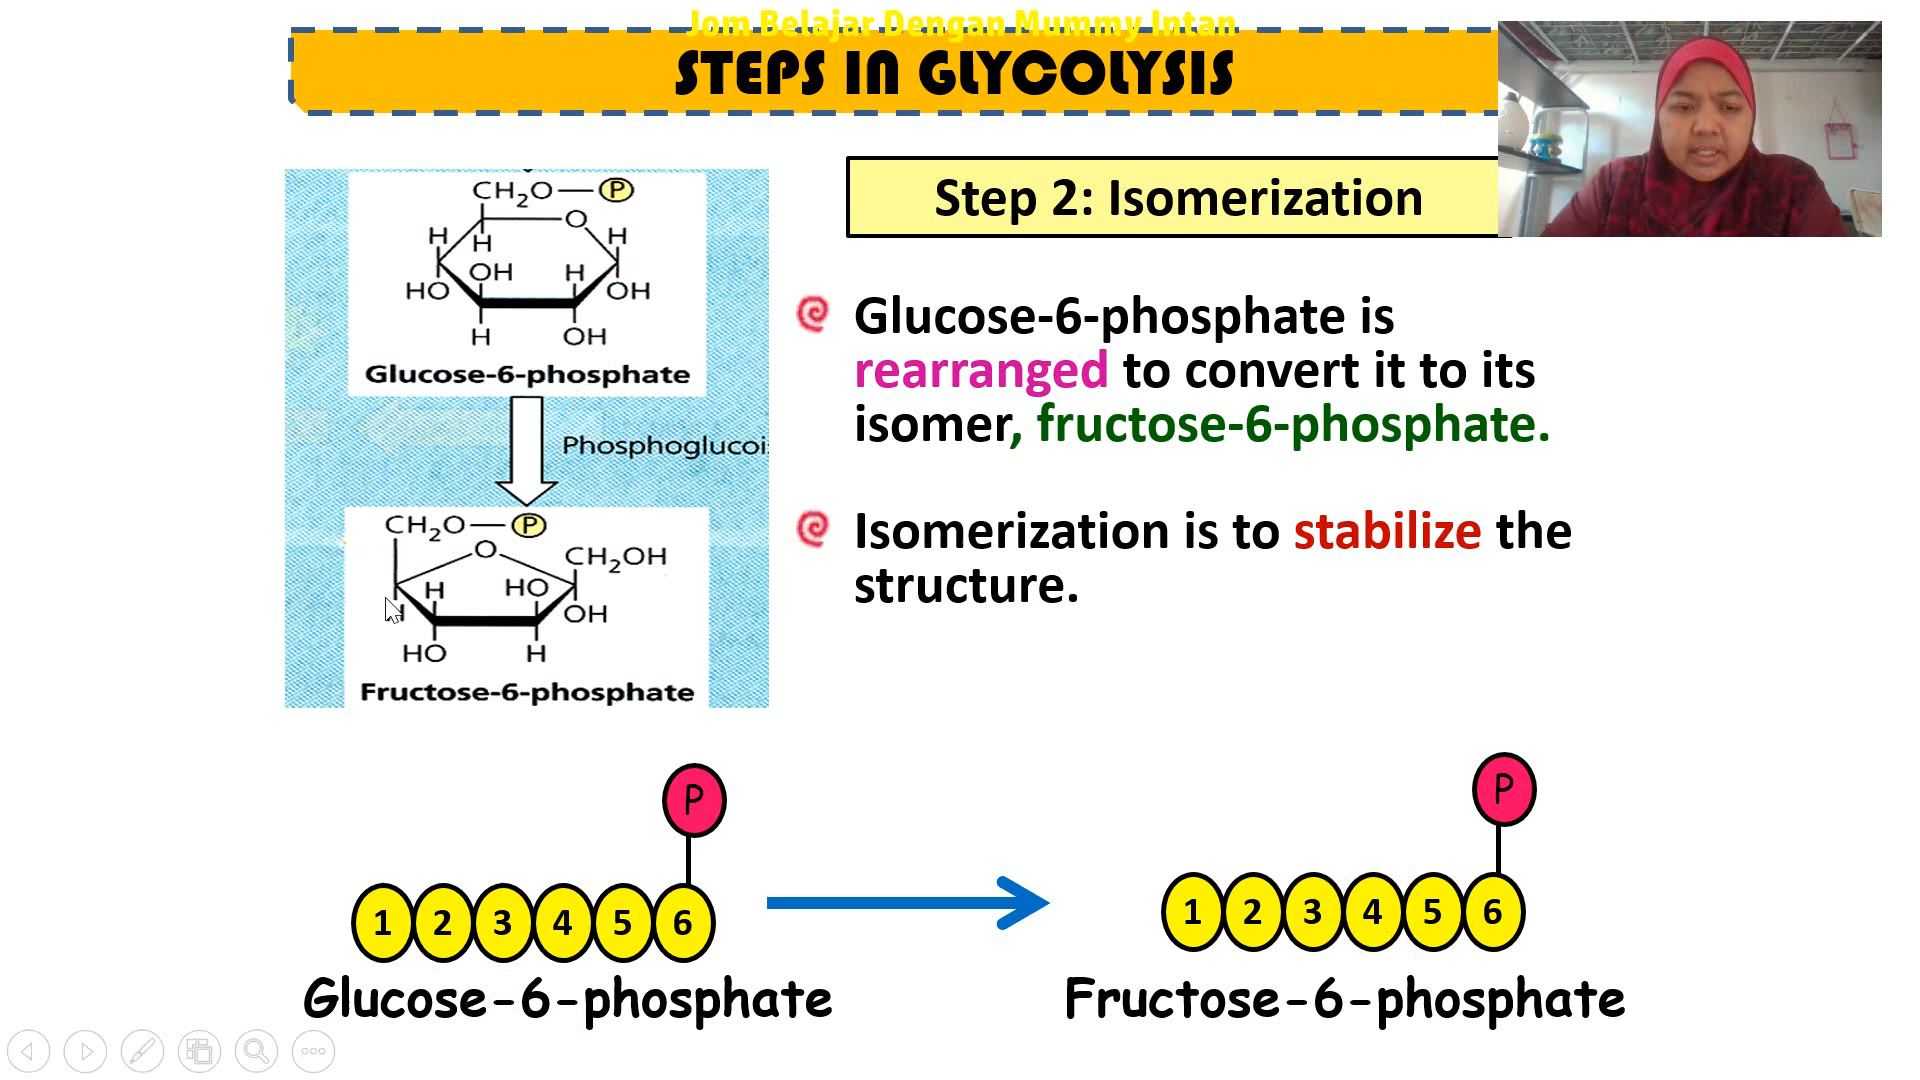 Jom Belajar Dengan Mummy Intan
STEPS IN GLYCOLYSIS
Step 2: Isomerization
CH2O P
O
H H
H
OH H
HO OH
H OH
Glucose-6-phosphate
Phosphoglucoi
CH2O P
O CH2OH
H HO
H OH
HO H
Fructose-6-phosphate
Glucose-6-phosphate is
rearranged to convert it to its
isomer, fructose-6-phosphate.
Isomerization is to stabilize the
structure.
P
1 2 3 4 5 6
Glucose-6-phosphate
P
1 2 3 4 5 6
Fructose-6-phosphate